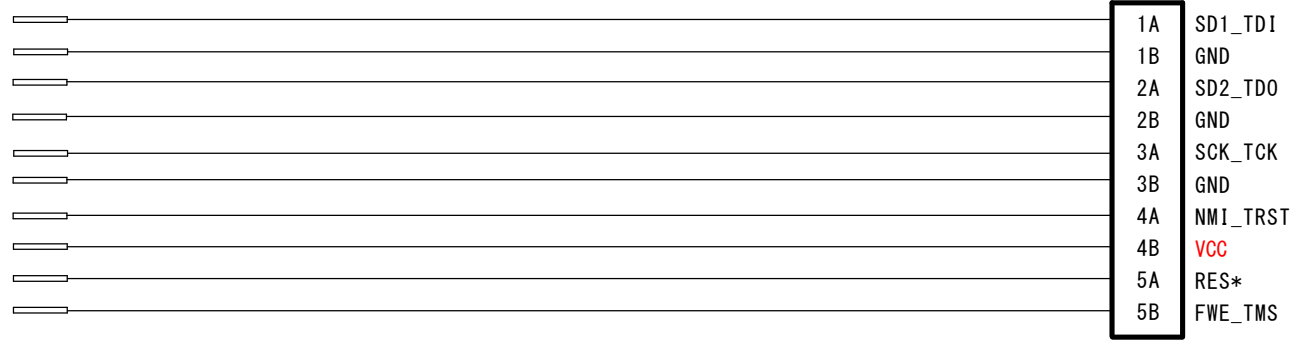 1A SD1_TDI
1B GND
2A SD2_TDO
2B GND
3A SCK_TCK
3B GND
4A NMI_TRST
4B VCC
5A RES*
5B FWE_TMS